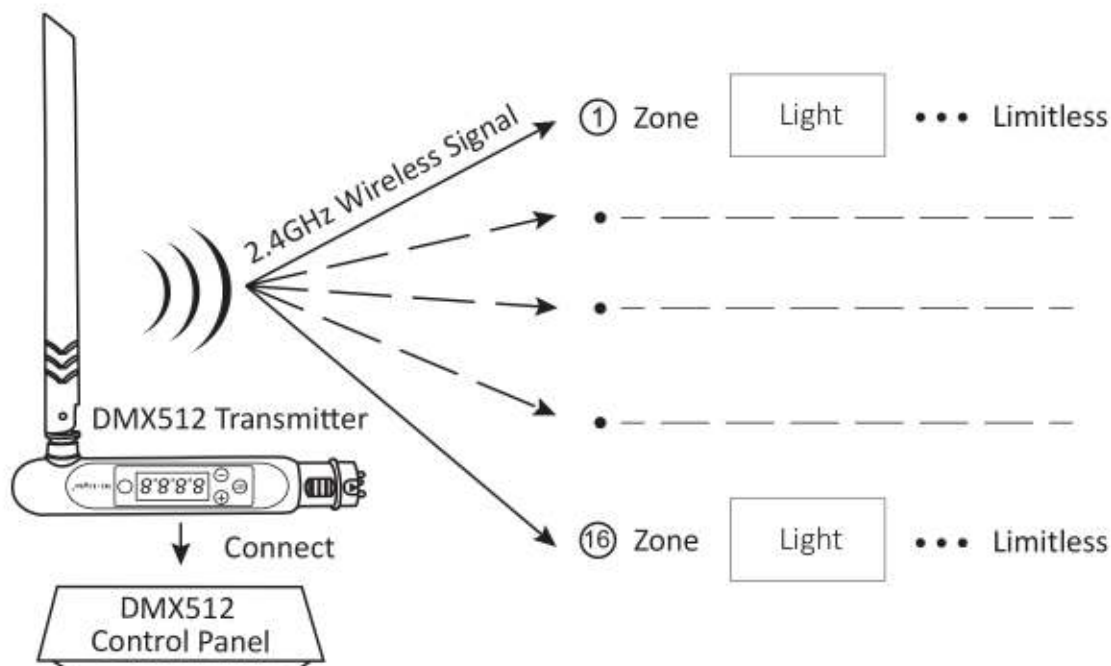 ① Zone Light ••• Limitless
2.4GHz Wireless Signal
DMX512 Transmitter
8.8.8.8
Connect
⑯ Zone Light ••• Limitless
DMX512
Control Panel